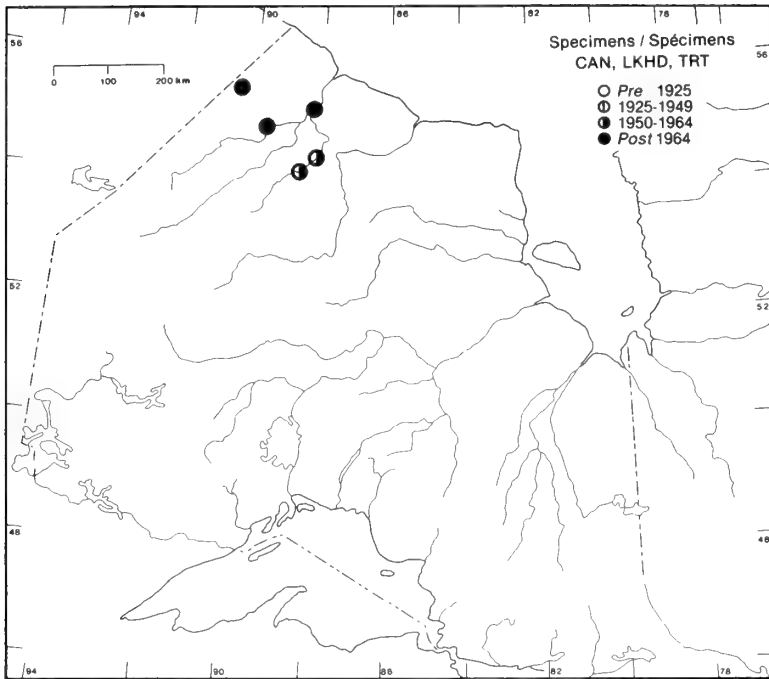 94 90 86 82 78
56 56
Specimens / Spécimens
CAN, LKHD, TRT
Pre 1925
1925-1949
1950-1964
Post 1964
0 100 200 km
52 52
48 48
94 90 86 82 78